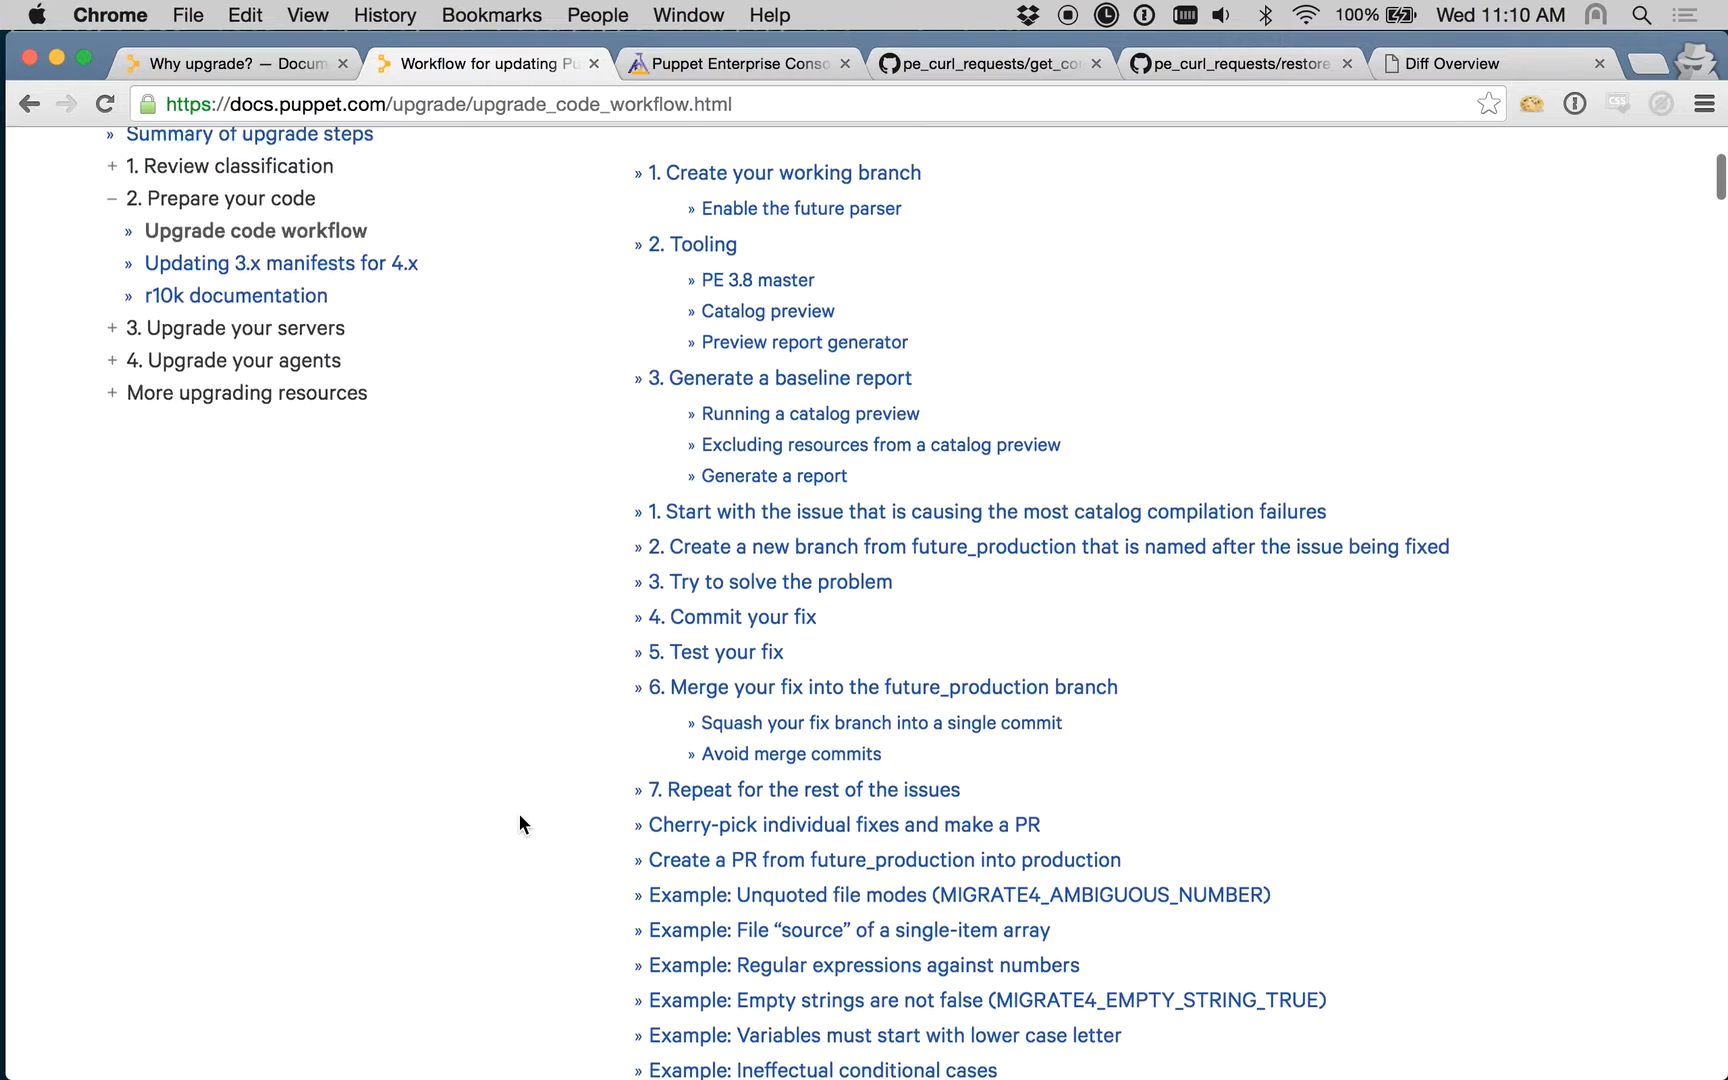 Chrome File Edit View History Bookmarks People Window Help 100% Wed 11:10 AM
Why upgrade? — Docum
Workflow for updating Pu
Puppet Enterprise Conso
pe_curl_requests/get_co
pe_curl_requests/restore
Diff Overview
https://docs.puppet.com/upgrade/upgrade_code_workflow.html
CSS
» Summary of upgrade steps
+ 1. Review classification
– 2. Prepare your code
» Upgrade code workflow
» Updating 3.x manifests for 4.x
» r10k documentation
+ 3. Upgrade your servers
+ 4. Upgrade your agents
+ More upgrading resources
» 1. Create your working branch
» Enable the future parser
» 2. Tooling
» PE 3.8 master
» Catalog preview
» Preview report generator
» 3. Generate a baseline report
» Running a catalog preview
» Excluding resources from a catalog preview
» Generate a report
» 1. Start with the issue that is causing the most catalog compilation failures
» 2. Create a new branch from future_production that is named after the issue being fixed
» 3. Try to solve the problem
» 4. Commit your fix
» 5. Test your fix
» 6. Merge your fix into the future_production branch
» Squash your fix branch into a single commit
» Avoid merge commits
» 7. Repeat for the rest of the issues
» Cherry-pick individual fixes and make a PR
» Create a PR from future_production into production
» Example: Unquoted file modes (MIGRATE4_AMBIGUOUS_NUMBER)
» Example: File “source” of a single-item array
» Example: Regular expressions against numbers
» Example: Empty strings are not false (MIGRATE4_EMPTY_STRING_TRUE)
» Example: Variables must start with lower case letter
» Example: Ineffectual conditional cases